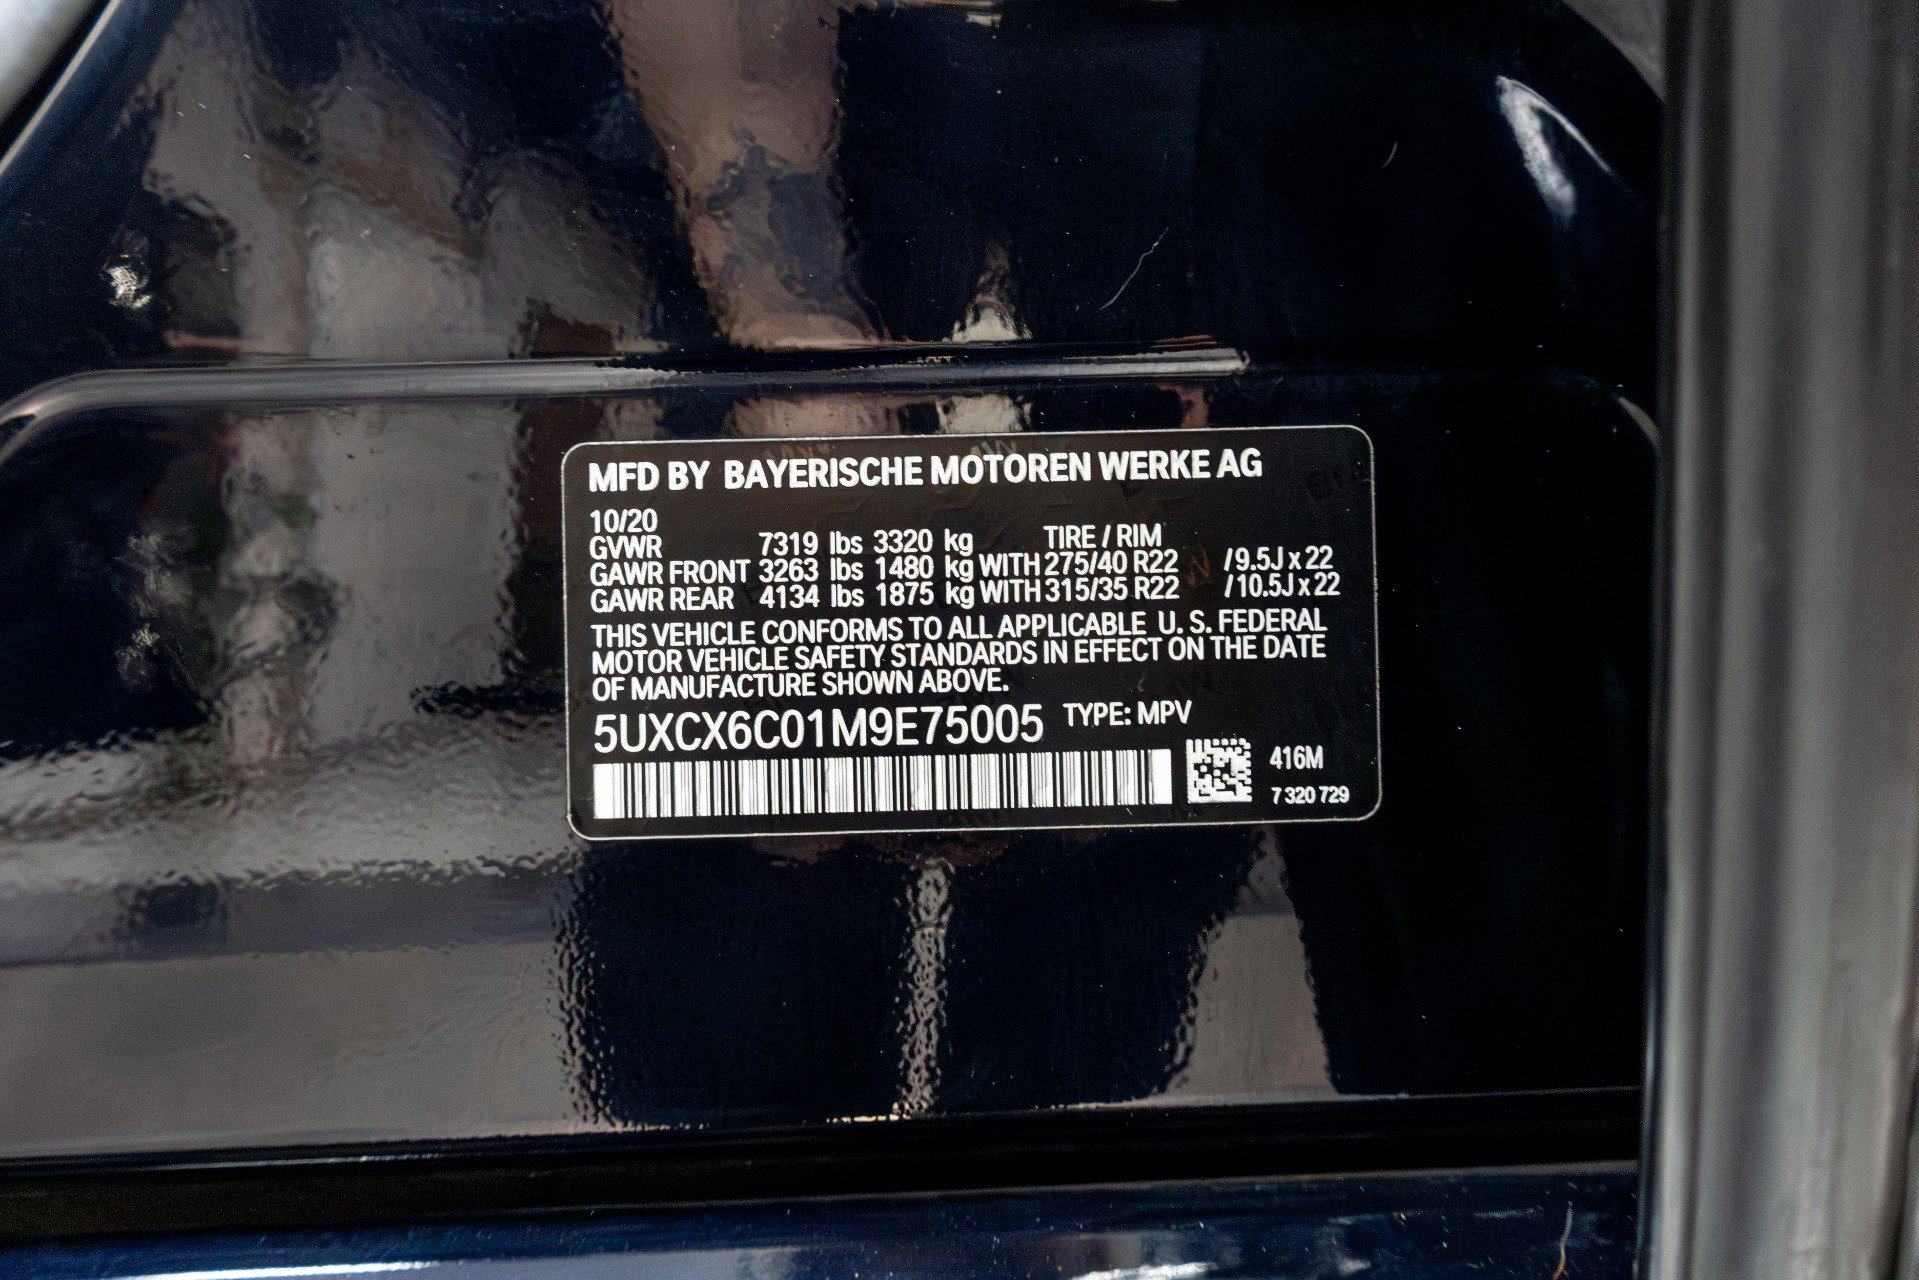 MFD BY BAYERISCHE MOTOREN WERKE AG
10/20
GVWR 7319 lbs 3320 kg TIRE / RIM
GAWR FRONT 3263 lbs 1480 kg WITH 275/40 R22 /9.5J x 22
GAWR REAR 4134 lbs 1875 kg WITH 315/35 R22 /10.5J x 22
THIS VEHICLE CONFORMS TO ALL APPLICABLE U. S. FEDERAL
MOTOR VEHICLE SAFETY STANDARDS IN EFFECT ON THE DATE
OF MANUFACTURE SHOWN ABOVE.
5UXCX6C01M9E75005 TYPE: MPV
416M
7 320 729